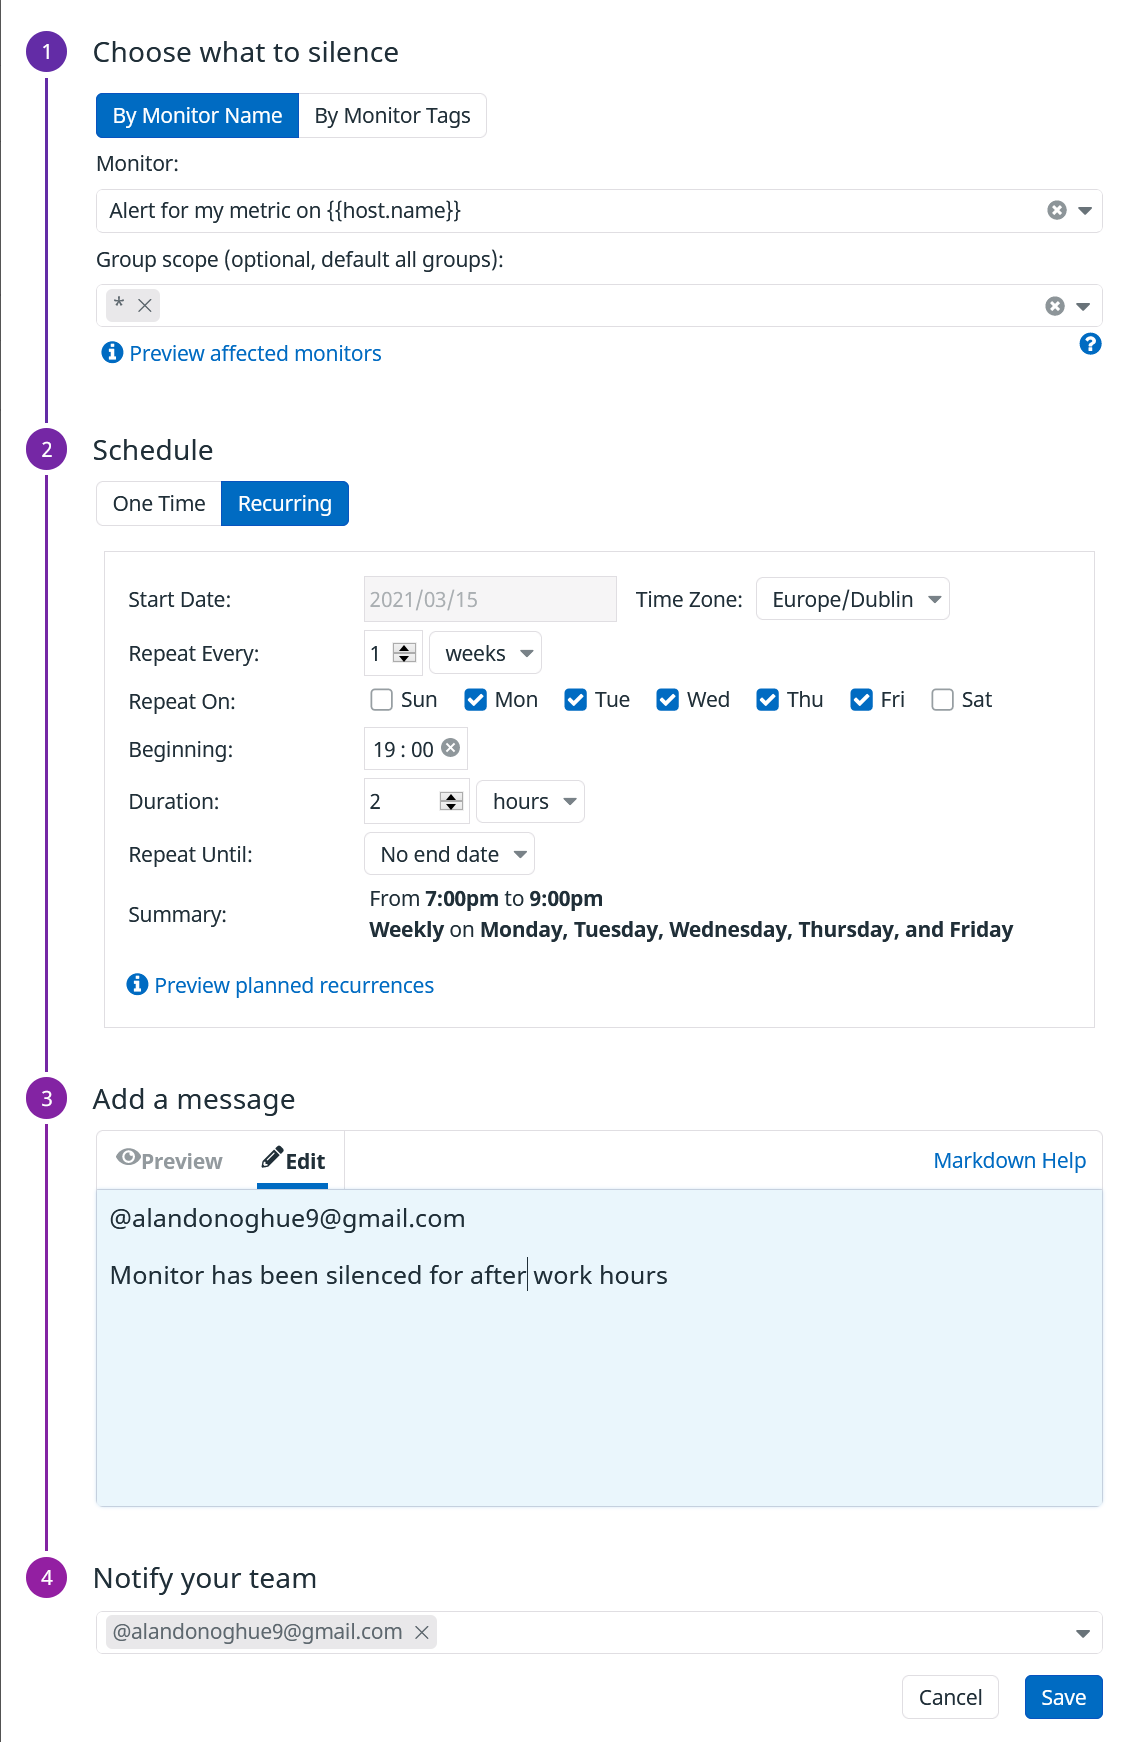 1 Choose what to silence
By Monitor Name By Monitor Tags
Monitor:
Alert for my metric on {{host.name}}
Group scope (optional, default all groups):
*
Preview affected monitors
2 Schedule
One Time Recurring
Start Date: 2021/03/15 Time Zone: Europe/Dublin
Repeat Every: 1 weeks
Repeat On: Sun Mon Tue Wed Thu Fri Sat
Beginning: 19 : 00
Duration: 2 hours
Repeat Until: No end date
Summary: From 7:00pm to 9:00pm
Weekly on Monday, Tuesday, Wednesday, Thursday, and Friday
Preview planned recurrences
3 Add a message
Preview Edit Markdown Help
@alandonoghue9@gmail.com
Monitor has been silenced for after work hours
4 Notify your team
@alandonoghue9@gmail.com
Cancel Save